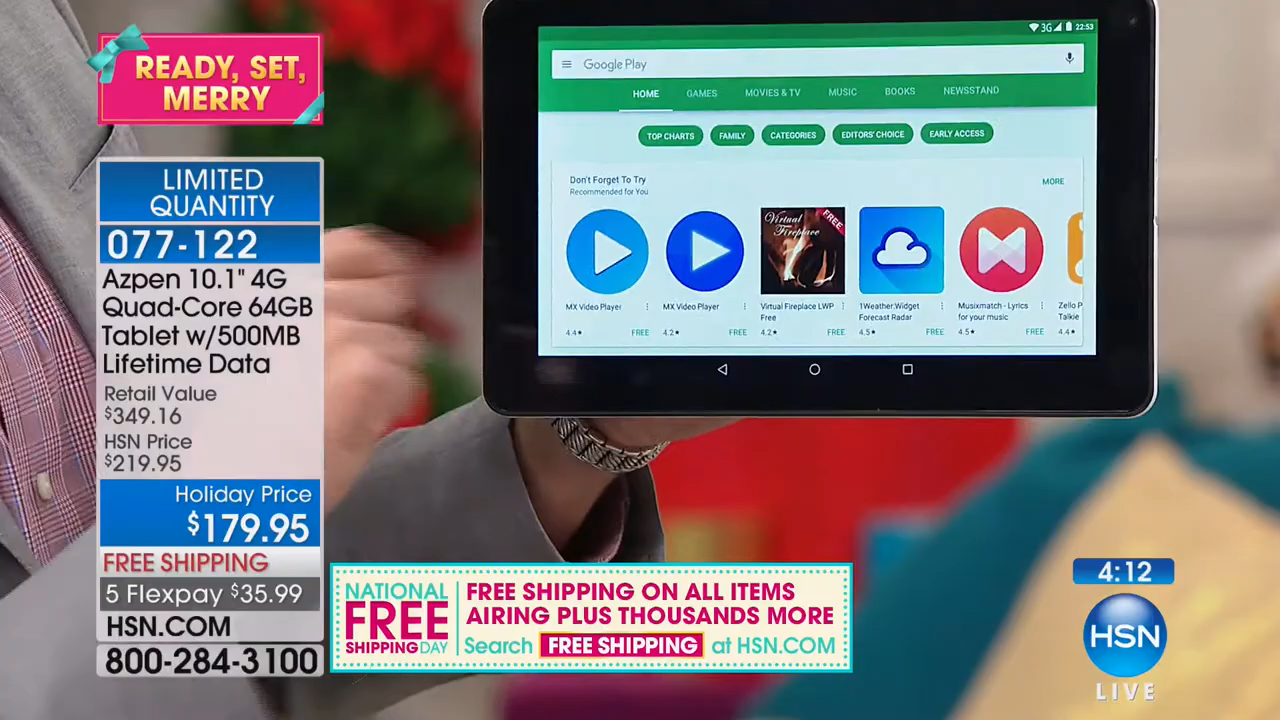 READY, SET,
MERRY
LIMITED
QUANTITY
077-122
Azpen 10.1" 4G
Quad-Core 64GB
Tablet w/500MB
Lifetime Data
Retail Value
$349.16
HSN Price
$219.95
Holiday Price
$179.95
FREE SHIPPING
5 Flexpay $35.99
HSN.COM
800-284-3100
3G 22:53
Google Play
HOME GAMES MOVIES & TV MUSIC BOOKS NEWSSTAND
TOP CHARTS FAMILY CATEGORIES EDITORS' CHOICE EARLY ACCESS
Don't Forget To Try
Recommended for You
MORE
Virtual
Fireplace
FREE
MX Video Player
4.4★ FREE
MX Video Player
4.2★ FREE
Virtual Fireplace LWP
Free
4.2★ FREE
1Weather:Widget
Forecast Radar
4.5★ FREE
Musixmatch - Lyrics
for your music
4.5★ FREE
Zello P
Talkie
4.4★
NATIONAL
FREE
SHIPPING DAY
FREE SHIPPING ON ALL ITEMS
AIRING PLUS THOUSANDS MORE
Search FREE SHIPPING at HSN.COM
4:12
HSN
LIVE